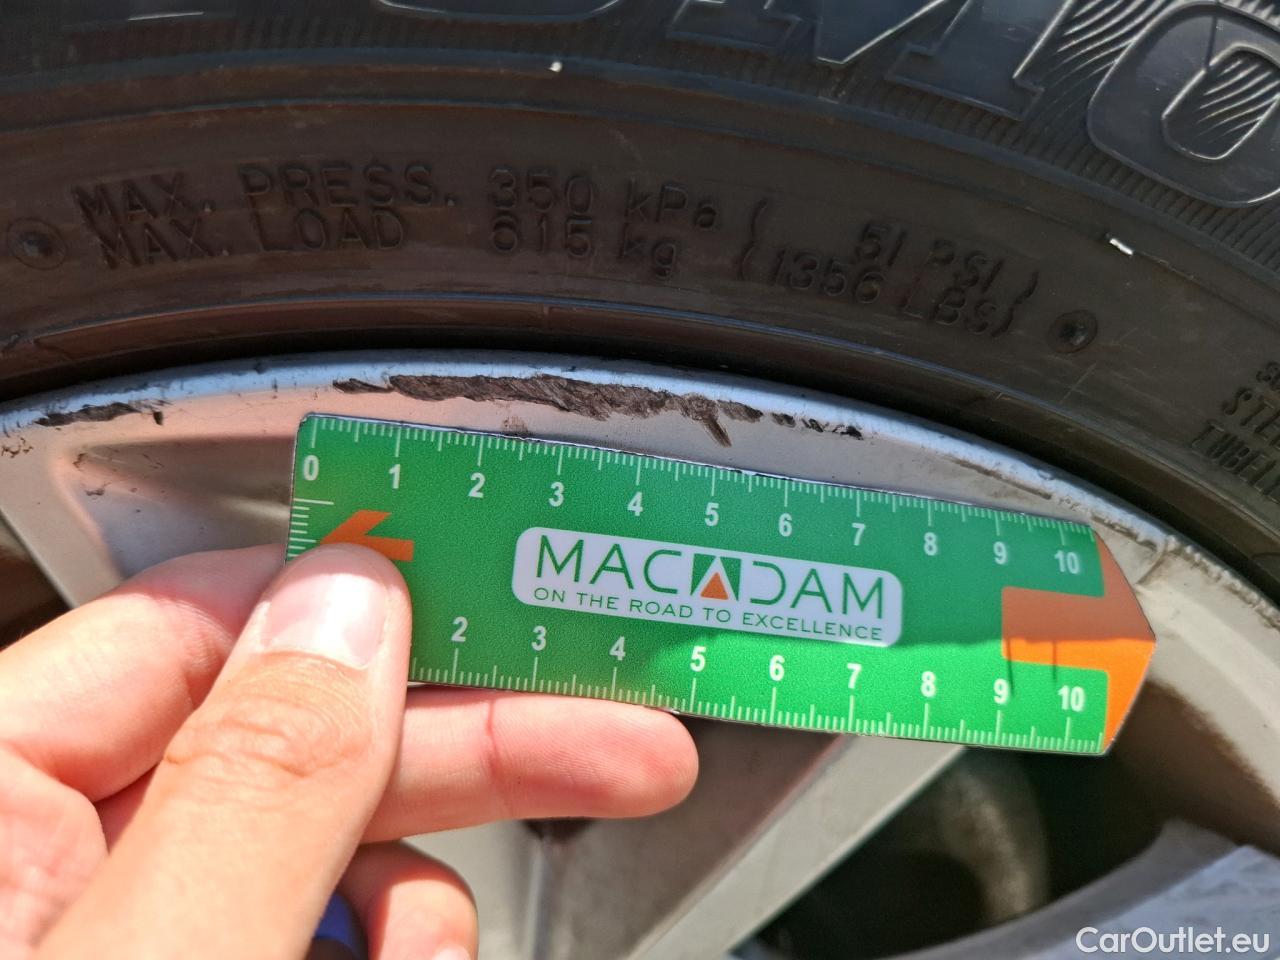 MAX. PRESS. 350 kPa ( 51 PSI )
MAX. LOAD 615 kg (1356 LBS)
0 1 2 3 4 5 6 7 8 9 10
MACADAM
ON THE ROAD TO EXCELLENCE
2 3 4 5 6 7 8 9 10
CarOutlet.eu